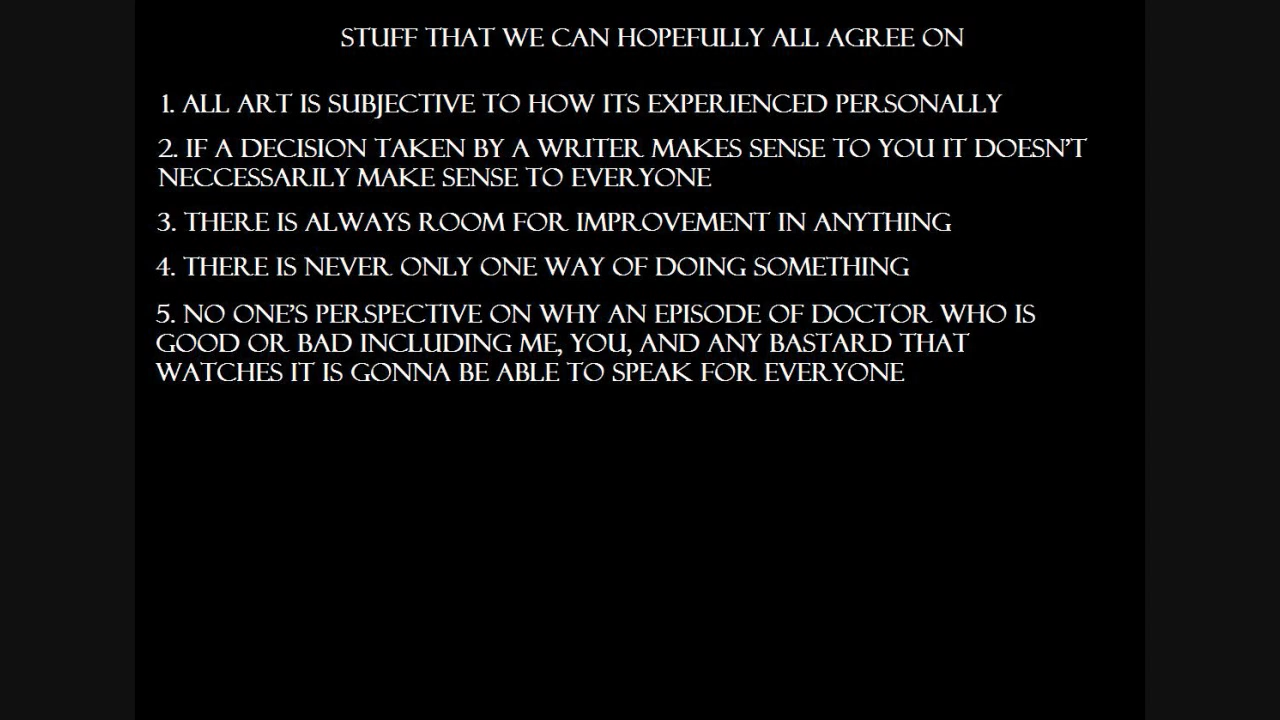 STUFF THAT WE CAN HOPEFULLY ALL AGREE ON
1. ALL ART IS SUBJECTIVE TO HOW ITS EXPERIENCED PERSONALLY
2. IF A DECISION TAKEN BY A WRITER MAKES SENSE TO YOU IT DOESN'T
NECCESSARILY MAKE SENSE TO EVERYONE
3. THERE IS ALWAYS ROOM FOR IMPROVEMENT IN ANYTHING
4. THERE IS NEVER ONLY ONE WAY OF DOING SOMETHING
5. NO ONE'S PERSPECTIVE ON WHY AN EPISODE OF DOCTOR WHO IS
GOOD OR BAD INCLUDING ME, YOU, AND ANY BASTARD THAT
WATCHES IT IS GONNA BE ABLE TO SPEAK FOR EVERYONE